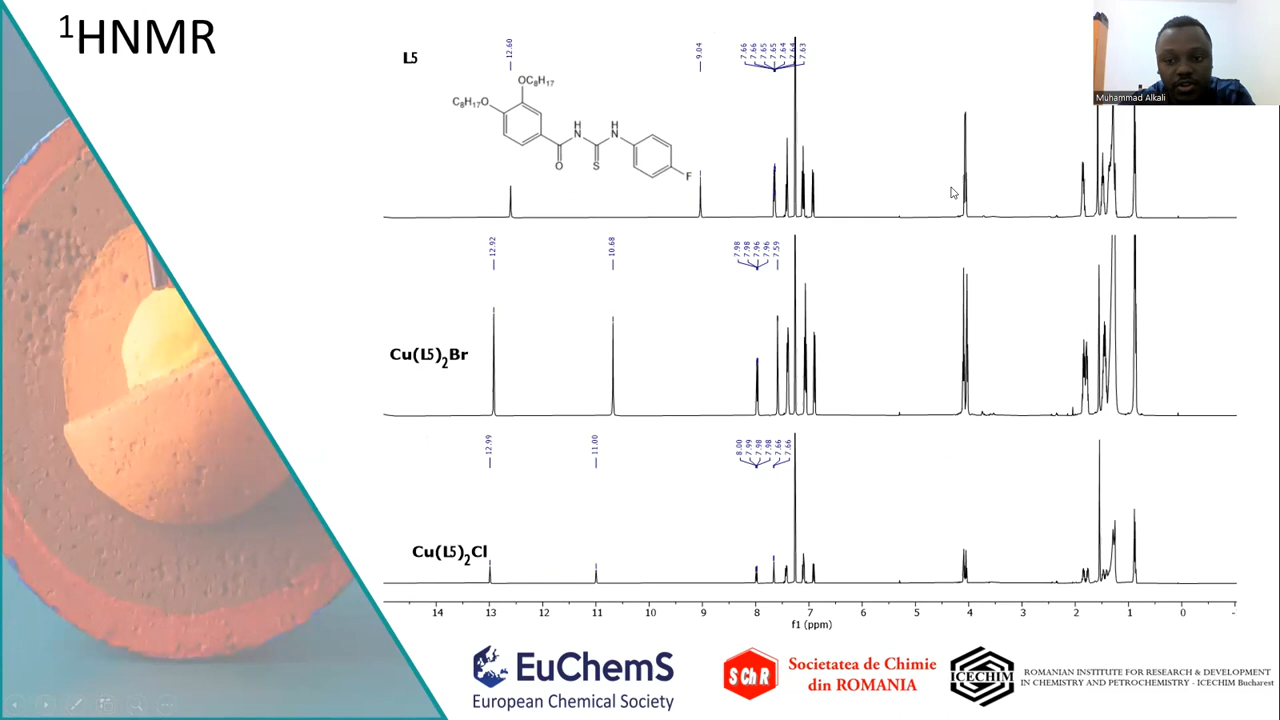 ¹HNMR
Muhammad Alkali
L5
12.60
9.04
7.66
7.66
7.65
7.65
7.64
7.64
7.63
OC₈H₁₇
C₈H₁₇O
H
N
H
N
O
S
F
Cu(L5)₂Br
12.92
10.68
7.98
7.98
7.96
7.96
7.59
Cu(L5)₂Cl
12.99
11.00
8.00
7.99
7.98
7.98
7.66
7.66
14 13 12 11 10 9 8 7 6 5 4 3 2 1 0 -
f1 (ppm)
EuChemS
European Chemical Society
SChR
Societatea de Chimie
din ROMANIA
ICECHIM
ROMANIAN INSTITUTE FOR RESEARCH & DEVELOPMENT
IN CHEMISTRY AND PETROCHEMISTRY - ICECHIM Bucharest